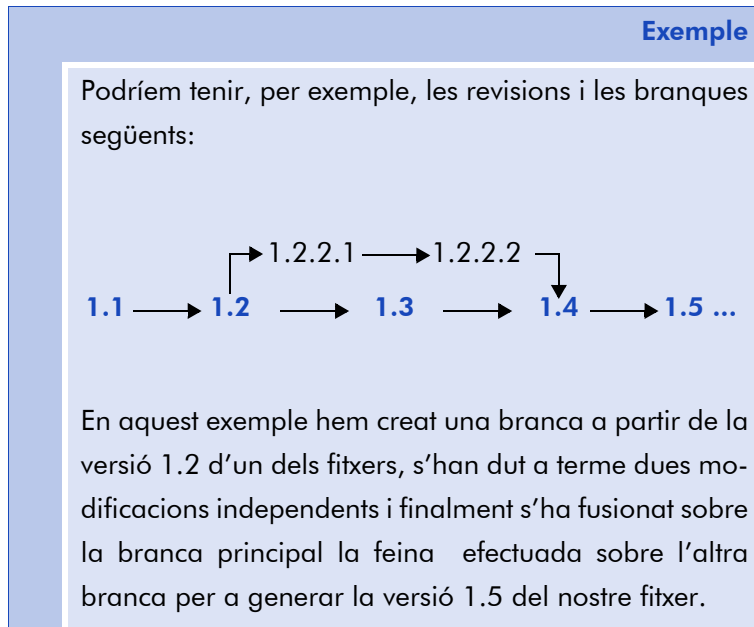 Exemple
Podríem tenir, per exemple, les revisions i les branques
següents:
1.2.2.1 1.2.2.2
1.1 1.2 1.3 1.4 1.5 ...
En aquest exemple hem creat una branca a partir de la
versió 1.2 d'un dels fitxers, s'han dut a terme dues mo-
dificacions independents i finalment s'ha fusionat sobre
la branca principal la feina efectuada sobre l'altra
branca per a generar la versió 1.5 del nostre fitxer.